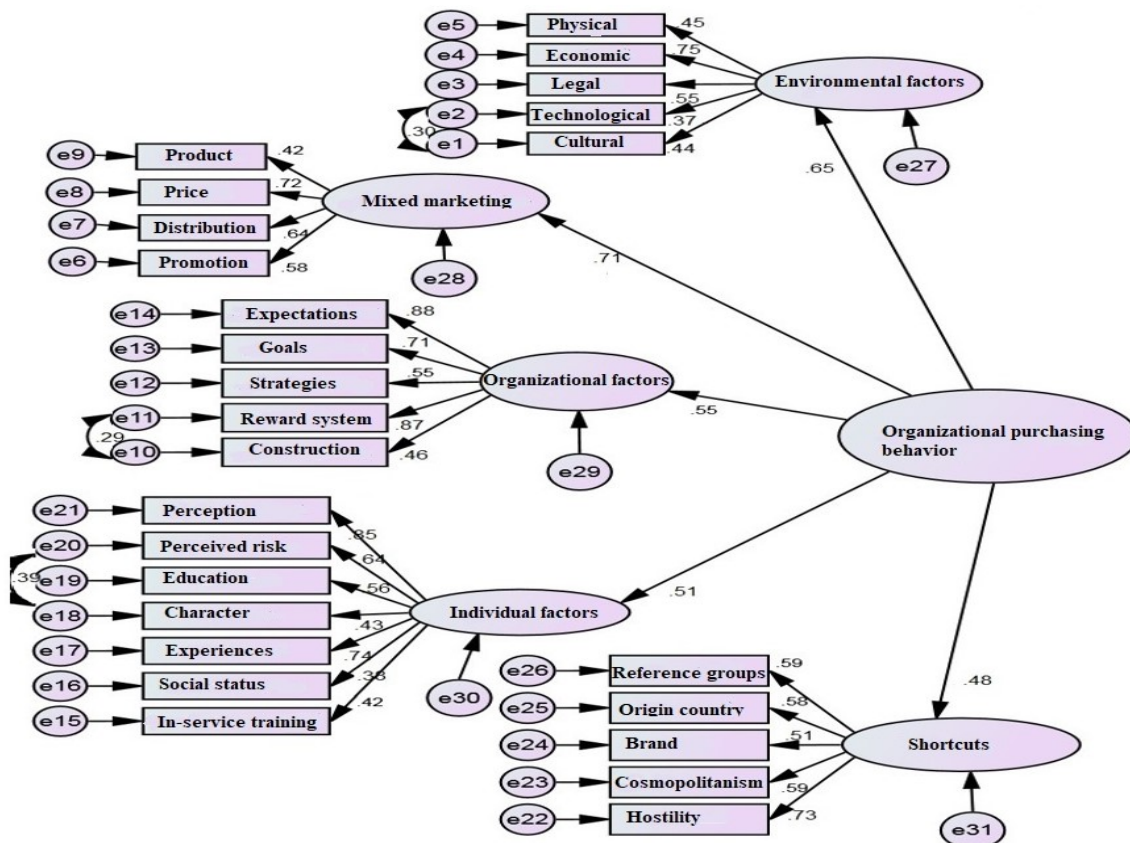 e5
Physical
.45
e4
Economic
.75
e3
Legal
Environmental factors
e2
Technological
.55
.30
.37
e1
Cultural
.44
e27
.65
e9
Product
.42
e8
Price
.72
Mixed marketing
e7
Distribution
.64
e6
Promotion
.58
e28
.71
e14
Expectations
.88
e13
Goals
.71
e12
Strategies
.55
Organizational factors
.55
e11
Reward system
.87
.29
e10
Construction
.46
e29
Organizational purchasing
behavior
e21
Perception
.85
e20
Perceived risk
.64
.39
e19
Education
.56
e18
Character
Individual factors
.51
.43
e17
Experiences
.74
e16
Social status
.38
e15
In-service training
.42
e30
.48
e26
Reference groups
.59
e25
Origin country
.58
e24
Brand
.51
Shortcuts
e23
Cosmopolitanism
.59
e22
Hostility
.73
e31